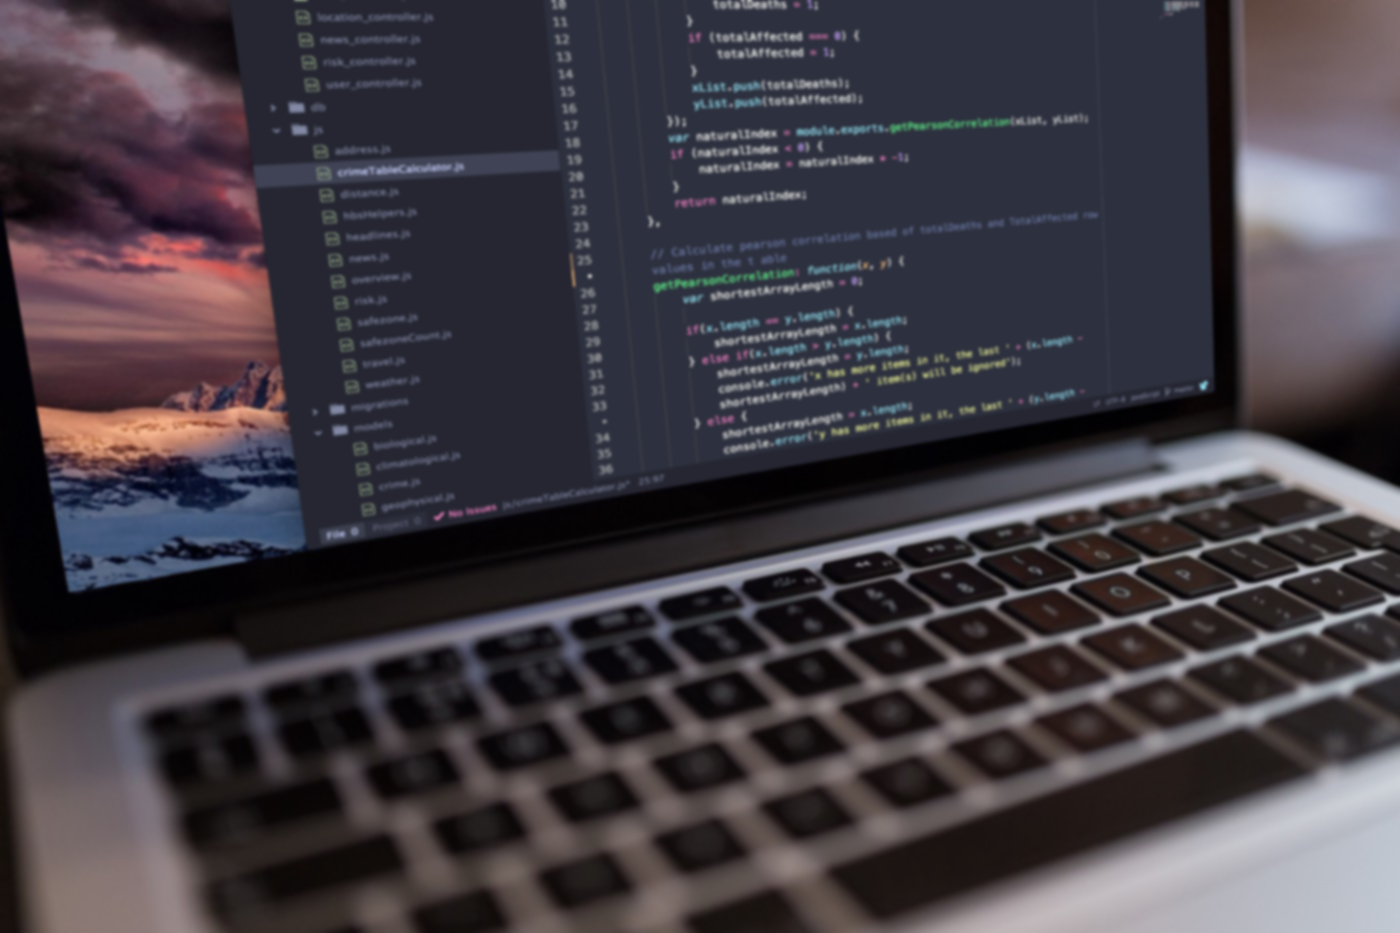 location_controller.js
news_controller.js
risk_controller.js
user_controller.js
db
js
address.js
crimeTableCalculator.js
distance.js
hbsHelpers.js
headlines.js
news.js
overview.js
risk.js
safezone.js
safezoneCount.js
travel.js
weather.js
migrations
models
biological.js
climatological.js
crime.js
geophysical.js
File 0 Project 0 No Issues js/crimeTableCalculator.js* 25:97
10 totalDeaths = 1;
11 }
12 if (totalAffected === 0) {
13 totalAffected = 1;
14 }
15 xList.push(totalDeaths);
16 yList.push(totalAffected);
17 });
18 var naturalIndex = module.exports.getPearsonCorrelation(xList, yList);
19 if (naturalIndex < 0) {
20 naturalIndex = naturalIndex * -1;
21 }
22 return naturalIndex;
23 },
24
25 // Calculate pearson correlation based of totalDeaths and TotalAffected row
• values in the t able
26 getPearsonCorrelation: function(x, y) {
27 var shortestArrayLength = 0;
28
29 if(x.length == y.length) {
30 shortestArrayLength = x.length;
31 } else if(x.length > y.length) {
32 shortestArrayLength = y.length;
33 console.error('x has more items in it, the last ' + (x.length -
• shortestArrayLength) + ' item(s) will be ignored');
34 } else {
35 shortestArrayLength = x.length;
36 console.error('y has more items in it, the last ' + (y.length -
7 8 9 0
U I O P
K L